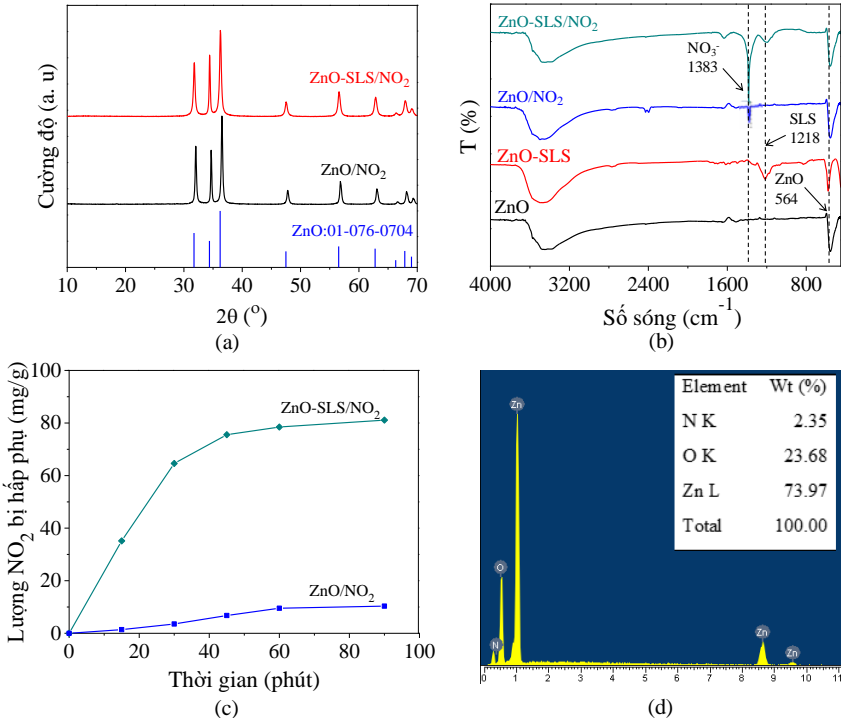 Cường độ (a. u)
ZnO-SLS/NO2
ZnO/NO2
ZnO:01-076-0704
10 20 30 40 50 60 70
2θ (o)
(a)
T (%)
ZnO-SLS/NO2
NO3-
1383
ZnO/NO2
SLS
1218
ZnO-SLS
ZnO
564
ZnO
4000 3200 2400 1600 800
Số sóng (cm-1)
(b)
Lượng NO2 bị hấp phụ (mg/g)
100
80
60
40
20
0
ZnO-SLS/NO2
ZnO/NO2
0 20 40 60 80 100
Thời gian (phút)
(c)
Element Wt (%)
N K 2.35
O K 23.68
Zn L 73.97
Total 100.00
Zn
O
N
Zn
Zn
0 1 2 3 4 5 6 7 8 9 10 11
(d)